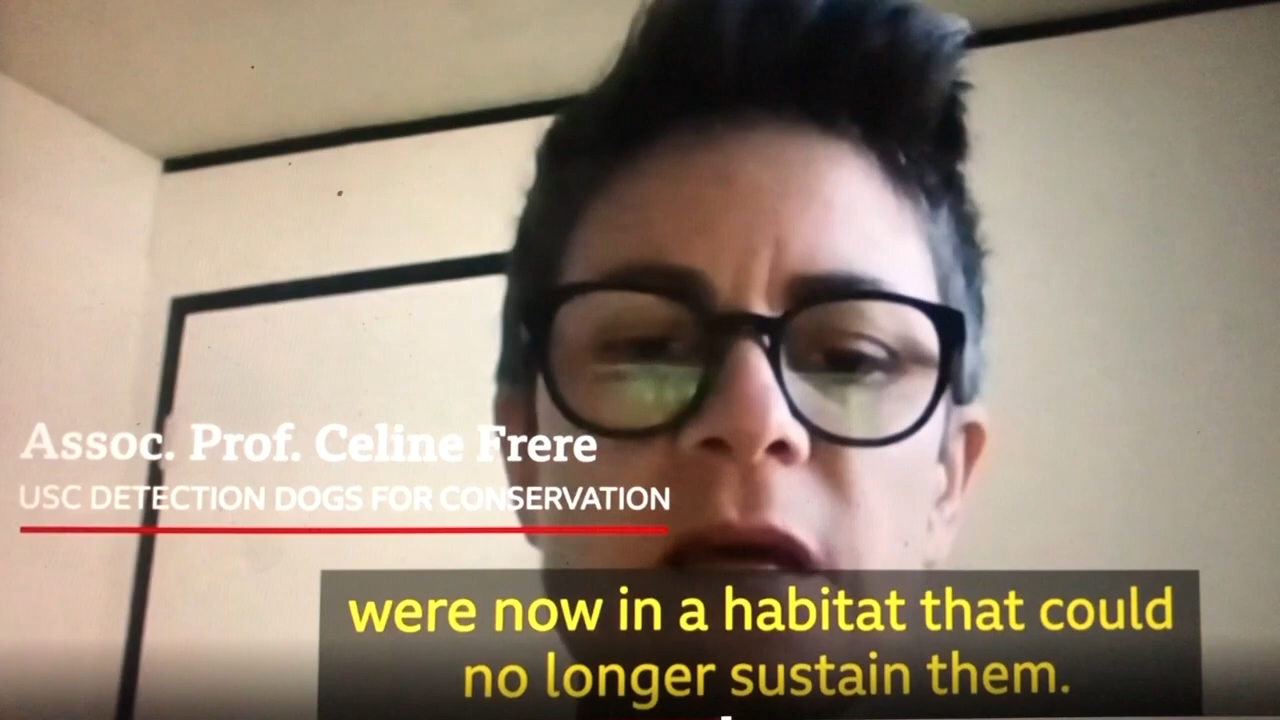 Assoc. Prof. Celine Frere
USC DETECTION DOGS FOR CONSERVATION
were now in a habitat that could
no longer sustain them.